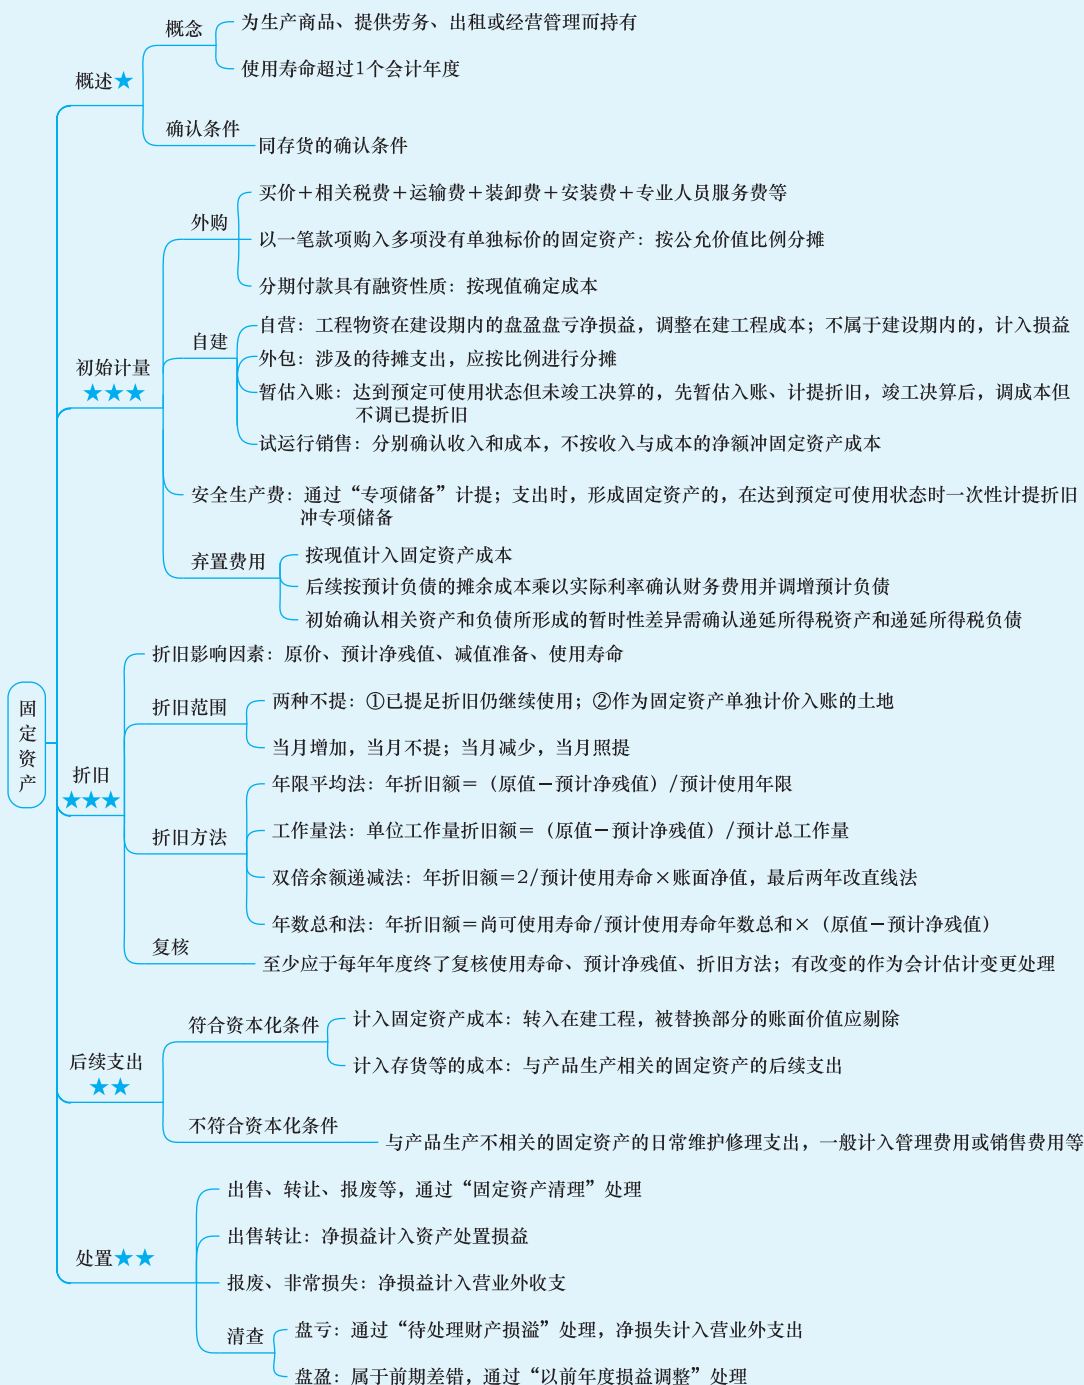 固定资产
概述★
概念
为生产商品、提供劳务、出租或经营管理而持有
使用寿命超过1个会计年度
确认条件
同存货的确认条件
初始计量
★★★
外购
买价＋相关税费＋运输费＋装卸费＋安装费＋专业人员服务费等
以一笔款项购入多项没有单独标价的固定资产：按公允价值比例分摊
分期付款具有融资性质：按现值确定成本
自建
自营：工程物资在建设期内的盘盈盘亏净损益，调整在建工程成本；不属于建设期内的，计入损益
外包：涉及的待摊支出，应按比例进行分摊
暂估入账：达到预定可使用状态但未竣工决算的，先暂估入账、计提折旧，竣工决算后，调成本但
不调已提折旧
试运行销售：分别确认收入和成本，不按收入与成本的净额冲固定资产成本
安全生产费：通过“专项储备”计提；支出时，形成固定资产的，在达到预定可使用状态时一次性计提折旧
冲专项储备
弃置费用
按现值计入固定资产成本
后续按预计负债的摊余成本乘以实际利率确认财务费用并调增预计负债
初始确认相关资产和负债所形成的暂时性差异需确认递延所得税资产和递延所得税负债
折旧
★★★
折旧影响因素：原价、预计净残值、减值准备、使用寿命
折旧范围
两种不提：①已提足折旧仍继续使用；②作为固定资产单独计价入账的土地
当月增加，当月不提；当月减少，当月照提
折旧方法
年限平均法：年折旧额＝（原值－预计净残值）/预计使用年限
工作量法：单位工作量折旧额＝（原值－预计净残值）/预计总工作量
双倍余额递减法：年折旧额＝2/预计使用寿命×账面净值，最后两年改直线法
年数总和法：年折旧额＝尚可使用寿命/预计使用寿命年数总和×（原值－预计净残值）
复核
至少应于每年年度终了复核使用寿命、预计净残值、折旧方法；有改变的作为会计估计变更处理
后续支出
★★
符合资本化条件
计入固定资产成本：转入在建工程，被替换部分的账面价值应剔除
计入存货等的成本：与产品生产相关的固定资产的后续支出
不符合资本化条件
与产品生产不相关的固定资产的日常维护修理支出，一般计入管理费用或销售费用等
处置★★
出售、转让、报废等，通过“固定资产清理”处理
出售转让：净损益计入资产处置损益
报废、非常损失：净损益计入营业外收支
清查
盘亏：通过“待处理财产损溢”处理，净损失计入营业外支出
盘盈：属于前期差错，通过“以前年度损益调整”处理